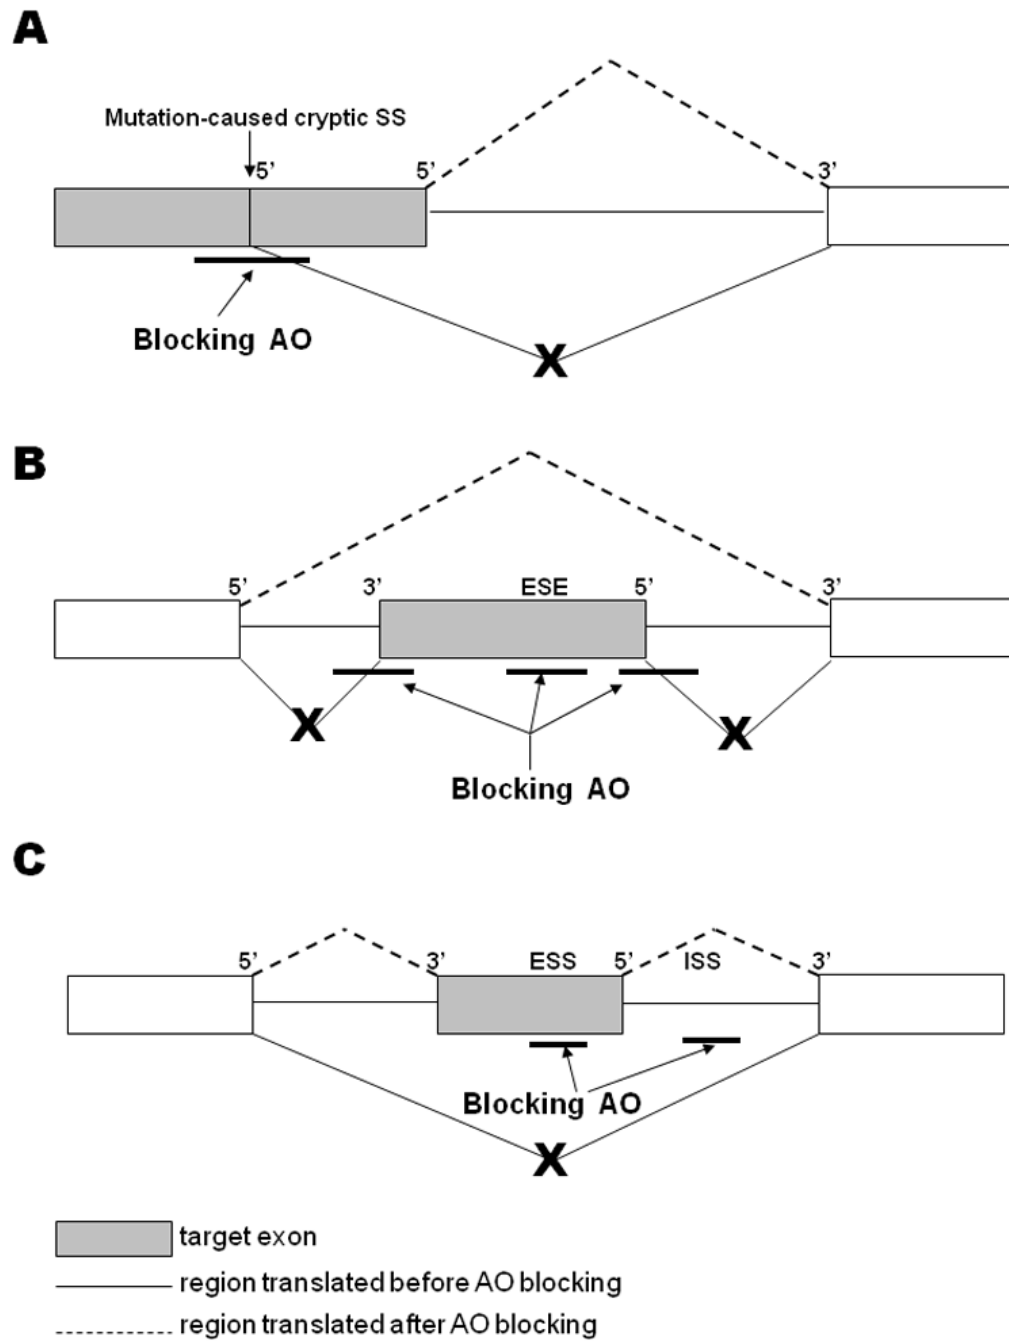 A
Mutation-caused cryptic SS
5’ 5’ 3’
Blocking AO
X
B
5’ 3’ ESE 5’ 3’
X X
Blocking AO
C
5’ 3’ ESS 5’ ISS 3’
Blocking AO
X
target exon
region translated before AO blocking
region translated after AO blocking